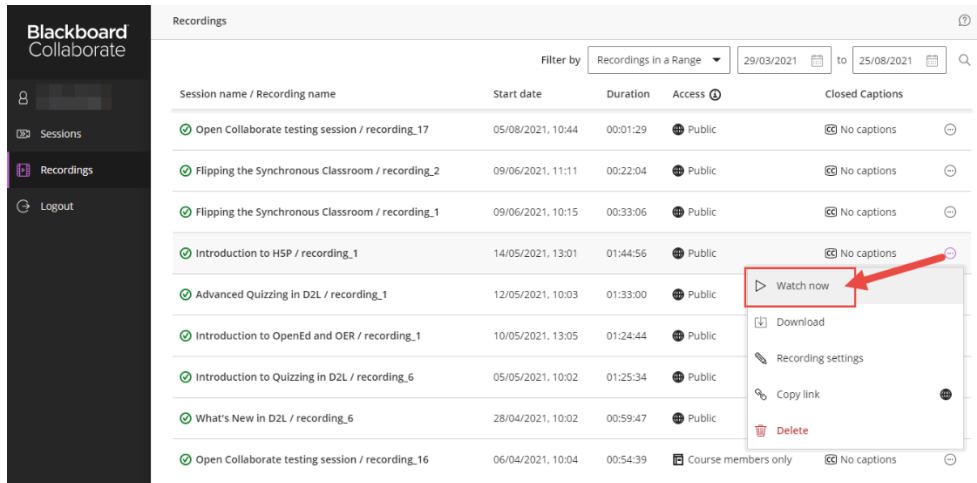 Blackboard
Collaborate
Sessions
Recordings
Logout
Recordings
Filter by Recordings in a Range 29/03/2021 to 25/08/2021
Session name / Recording name Start date Duration Access Closed Captions
Open Collaborate testing session / recording_17 05/08/2021, 10:44 00:01:29 Public CC No captions
Flipping the Synchronous Classroom / recording_2 09/06/2021, 11:11 00:22:04 Public CC No captions
Flipping the Synchronous Classroom / recording_1 09/06/2021, 10:15 00:33:06 Public CC No captions
Introduction to H5P / recording_1 14/05/2021, 13:01 01:44:56 Public CC No captions
Advanced Quizzing in D2L / recording_1 12/05/2021, 10:03 01:33:00 Public
Introduction to OpenEd and OER / recording_1 10/05/2021, 13:05 01:24:44 Public
Introduction to Quizzing in D2L / recording_6 05/05/2021, 10:02 01:25:34 Public
What's New in D2L / recording_6 28/04/2021, 10:02 00:59:47 Public
Open Collaborate testing session / recording_16 06/04/2021, 10:04 00:54:39 Course members only CC No captions
Watch now
Download
Recording settings
Copy link
Delete